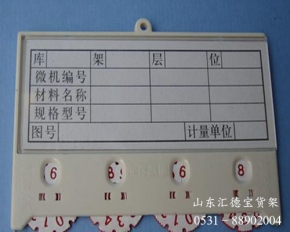 库 架 层 位
微机编号
材料名称
规格型号
图号 计量单位
6 8 6 8
山东汇德宝货架
0531-88902004